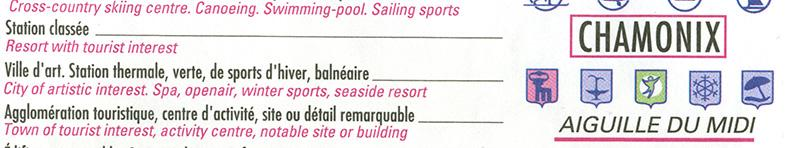 Cross-country skiing centre. Canoeing. Swimming-pool. Sailing sports
Station classée
CHAMONIX
Resort with tourist interest
Ville d'art. Station thermale, verte, de sports d'hiver, balnéaire
City of artistic interest. Spa, openair, winter sports, seaside resort
Agglomération touristique, centre d'activité, site ou détail remarquable
AIGUILLE DU MIDI
Town of tourist interest, activity centre, notable site or building